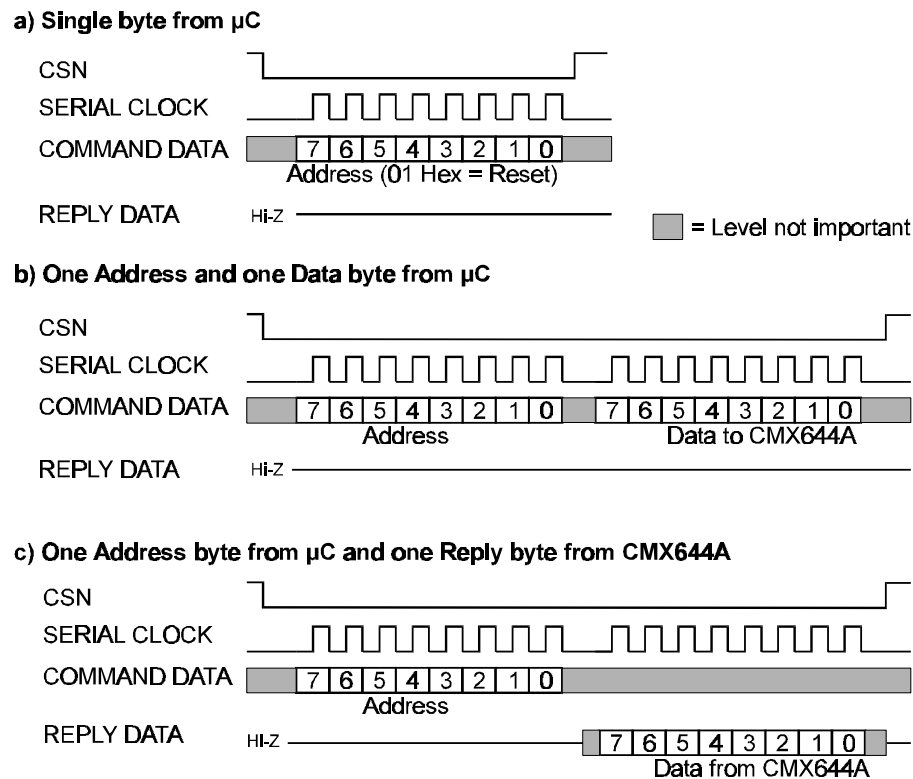 a) Single byte from µC
CSN
SERIAL CLOCK
COMMAND DATA 7 6 5 4 3 2 1 0
Address (01 Hex = Reset)
REPLY DATA Hi-Z
= Level not important
b) One Address and one Data byte from µC
CSN
SERIAL CLOCK
COMMAND DATA 7 6 5 4 3 2 1 0 7 6 5 4 3 2 1 0
Address Data to CMX644A
REPLY DATA Hi-Z
c) One Address byte from µC and one Reply byte from CMX644A
CSN
SERIAL CLOCK
COMMAND DATA 7 6 5 4 3 2 1 0
Address
REPLY DATA Hi-Z 7 6 5 4 3 2 1 0
Data from CMX644A